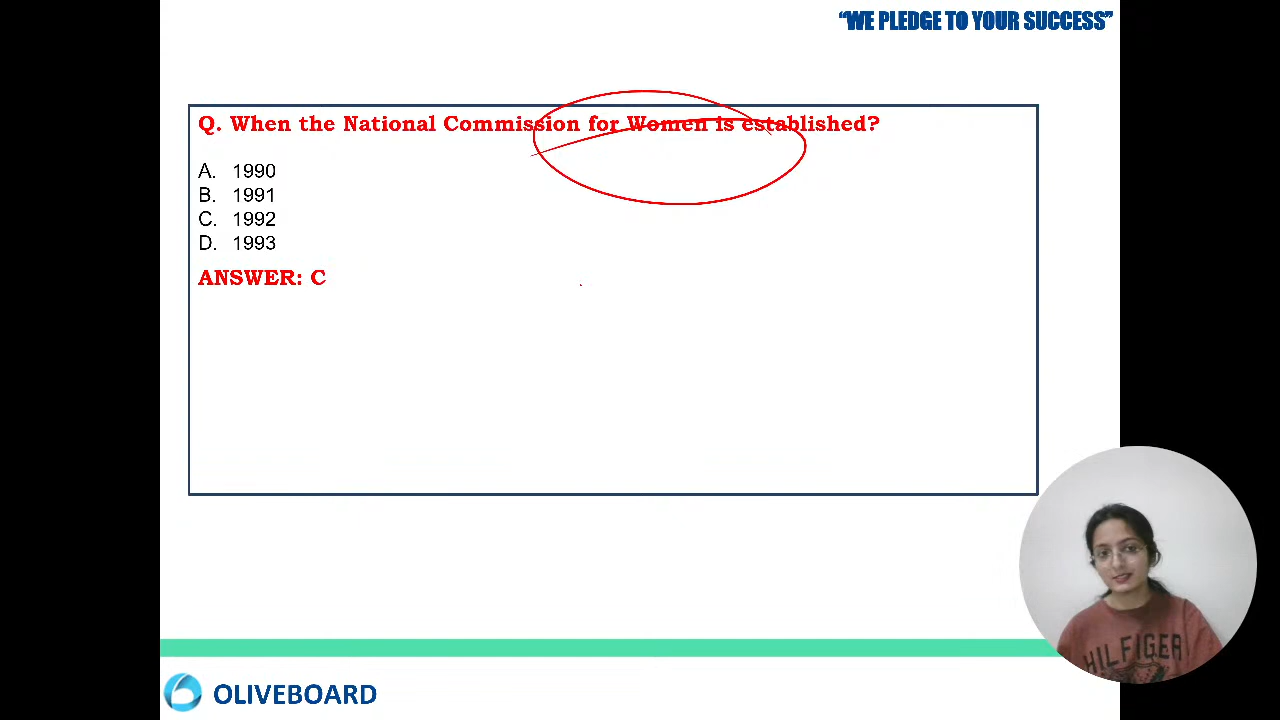 “WE PLEDGE TO YOUR SUCCESS”
Q. When the National Commission for Women is established?
A. 1990
B. 1991
C. 1992
D. 1993
ANSWER: C
HILFIGER
OLIVEBOARD